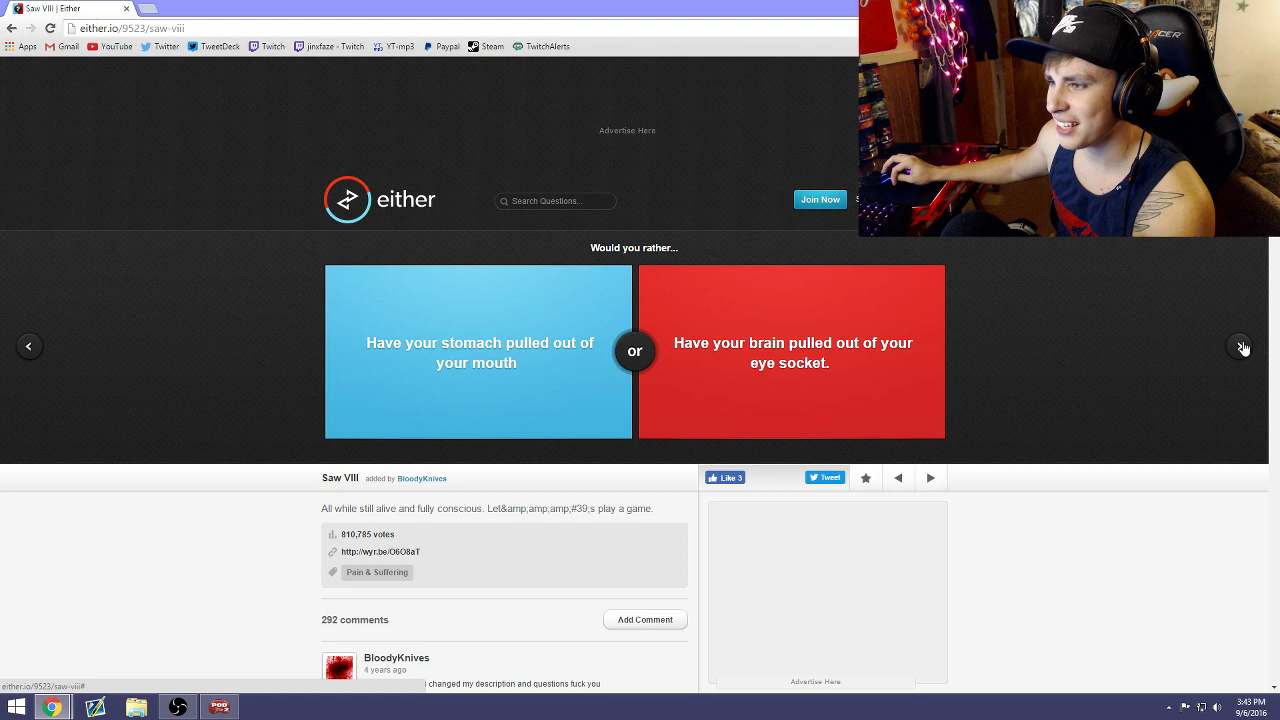 Saw VIII | Either
either.io/9523/saw-viii
Apps Gmail YouTube Twitter TweetDeck Twitch jincfaze - Twitch YT>mp3 Paypal Steam TwitchAlerts
Advertise Here
either
Search Questions...
Join Now
Would you rather...
Have your stomach pulled out of
your mouth
or
Have your brain pulled out of your
eye socket.
Saw VIII added by BloodyKnives
Like 3
Tweet
All while still alive and fully conscious. Let&amp;amp;amp;#39;s play a game.
810,785 votes
http://wyr.be/O6O8aT
Pain & Suffering
292 comments
Add Comment
BloodyKnives
4 years ago
changed my description and questions fuck you
Advertise Here
either.io/9523/saw-viii#
POD
3:43 PM
9/6/2016